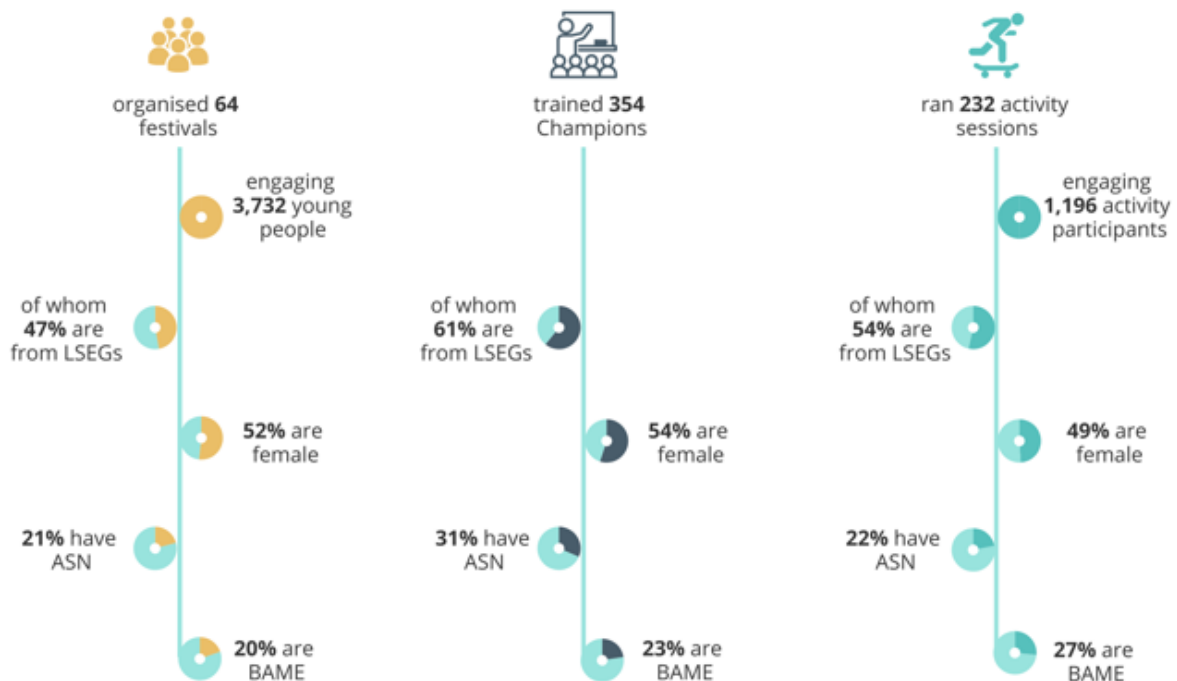 organised 64
festivals
engaging
3,732 young
people
of whom
47% are
from LSEGs
52% are
female
21% have
ASN
20% are
BAME
trained 354
Champions
of whom
61% are
from LSEGs
54% are
female
31% have
ASN
23% are
BAME
ran 232 activity
sessions
engaging
1,196 activity
participants
of whom
54% are
from LSEGs
49% are
female
22% have
ASN
27% are
BAME